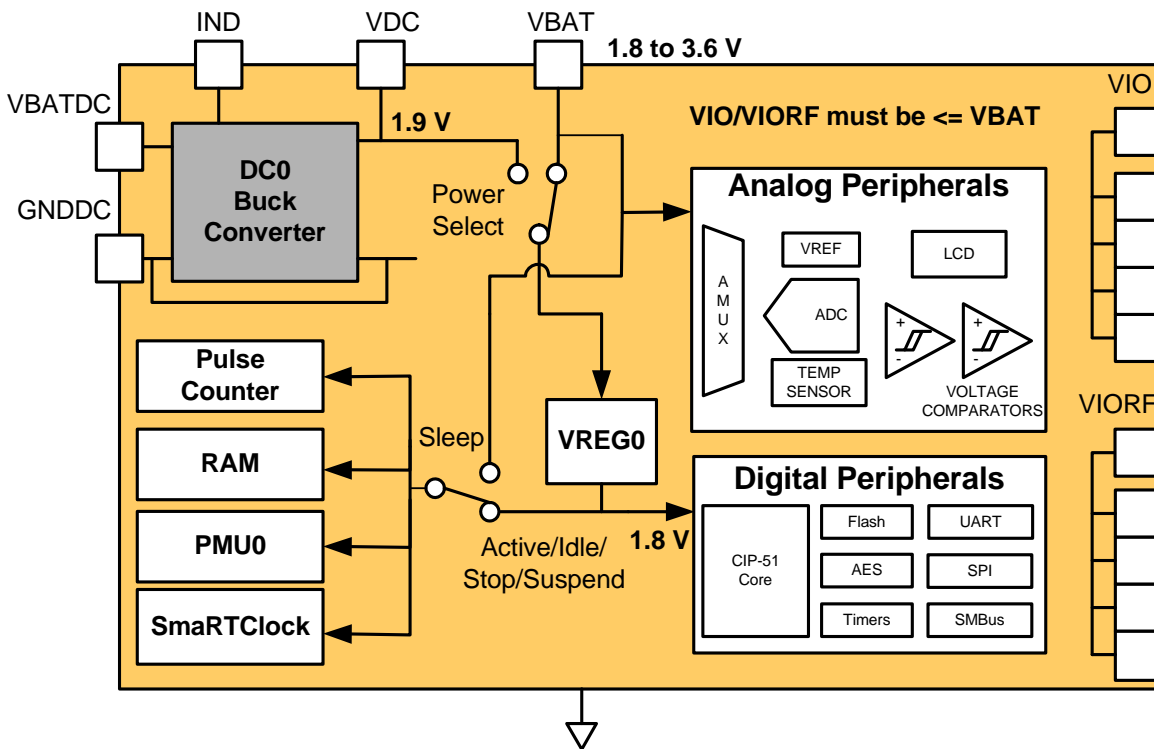 IND
VDC
VBAT
1.8 to 3.6 V
VIO
VBATDC
1.9 V
VIO/VIORF must be <= VBAT
DC0
Buck
Converter
GNDDC
Power
Select
Analog Peripherals
AMUX
VREF
LCD
ADC
+
-
+
-
TEMP
SENSOR
VOLTAGE
COMPARATORS
Pulse
Counter
RAM
PMU0
SmaRTClock
Sleep
VREG0
Active/Idle/
Stop/Suspend
1.8 V
VIORF
Digital Peripherals
CIP-51
Core
Flash
UART
AES
SPI
Timers
SMBus